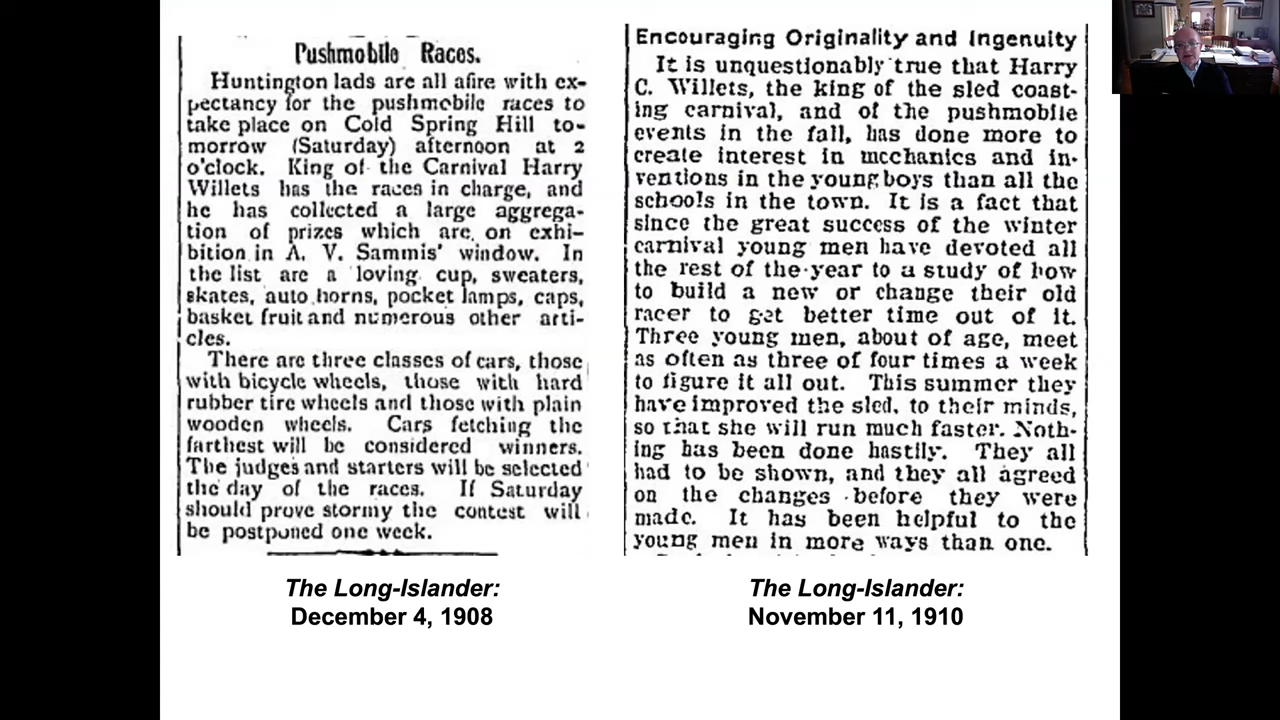 Pushmobile Races.
Huntington lads are all afire with ex-
pectancy for the pushmobile races to
take place on Cold Spring Hill to-
morrow (Saturday) afternoon at 2
o'clock. King of the Carnival Harry
Willets has the races in charge, and
he has collected a large aggrega-
tion of prizes which are on exhi-
bition in A. V. Sammis' window. In
the list are a loving cup, sweaters,
skates, auto horns, pocket lamps, caps,
basket fruit and numerous other arti-
cles.
There are three classes of cars, those
with bicycle wheels, those with hard
rubber tire wheels and those with plain
wooden wheels. Cars fetching the
farthest will be considered winners.
The judges and starters will be selected
the day of the races. If Saturday
should prove stormy the contest will
be postponed one week.
The Long-Islander:
December 4, 1908
Encouraging Originality and Ingenuity
It is unquestionably true that Harry
C. Willets, the king of the sled coast-
ing carnival, and of the pushmobile
events in the fall, has done more to
create interest in mechanics and in-
ventions in the young boys than all the
schools in the town. It is a fact that
since the great success of the winter
carnival young men have devoted all
the rest of the year to a study of how
to build a new or change their old
racer to get better time out of it.
Three young men, about of age, meet
as often as three of four times a week
to figure it all out. This summer they
have improved the sled, to their minds,
so that she will run much faster. Noth-
ing has been done hastily. They all
had to be shown, and they all agreed
on the changes before they were
made. It has been helpful to the
young men in more ways than one.
The Long-Islander:
November 11, 1910